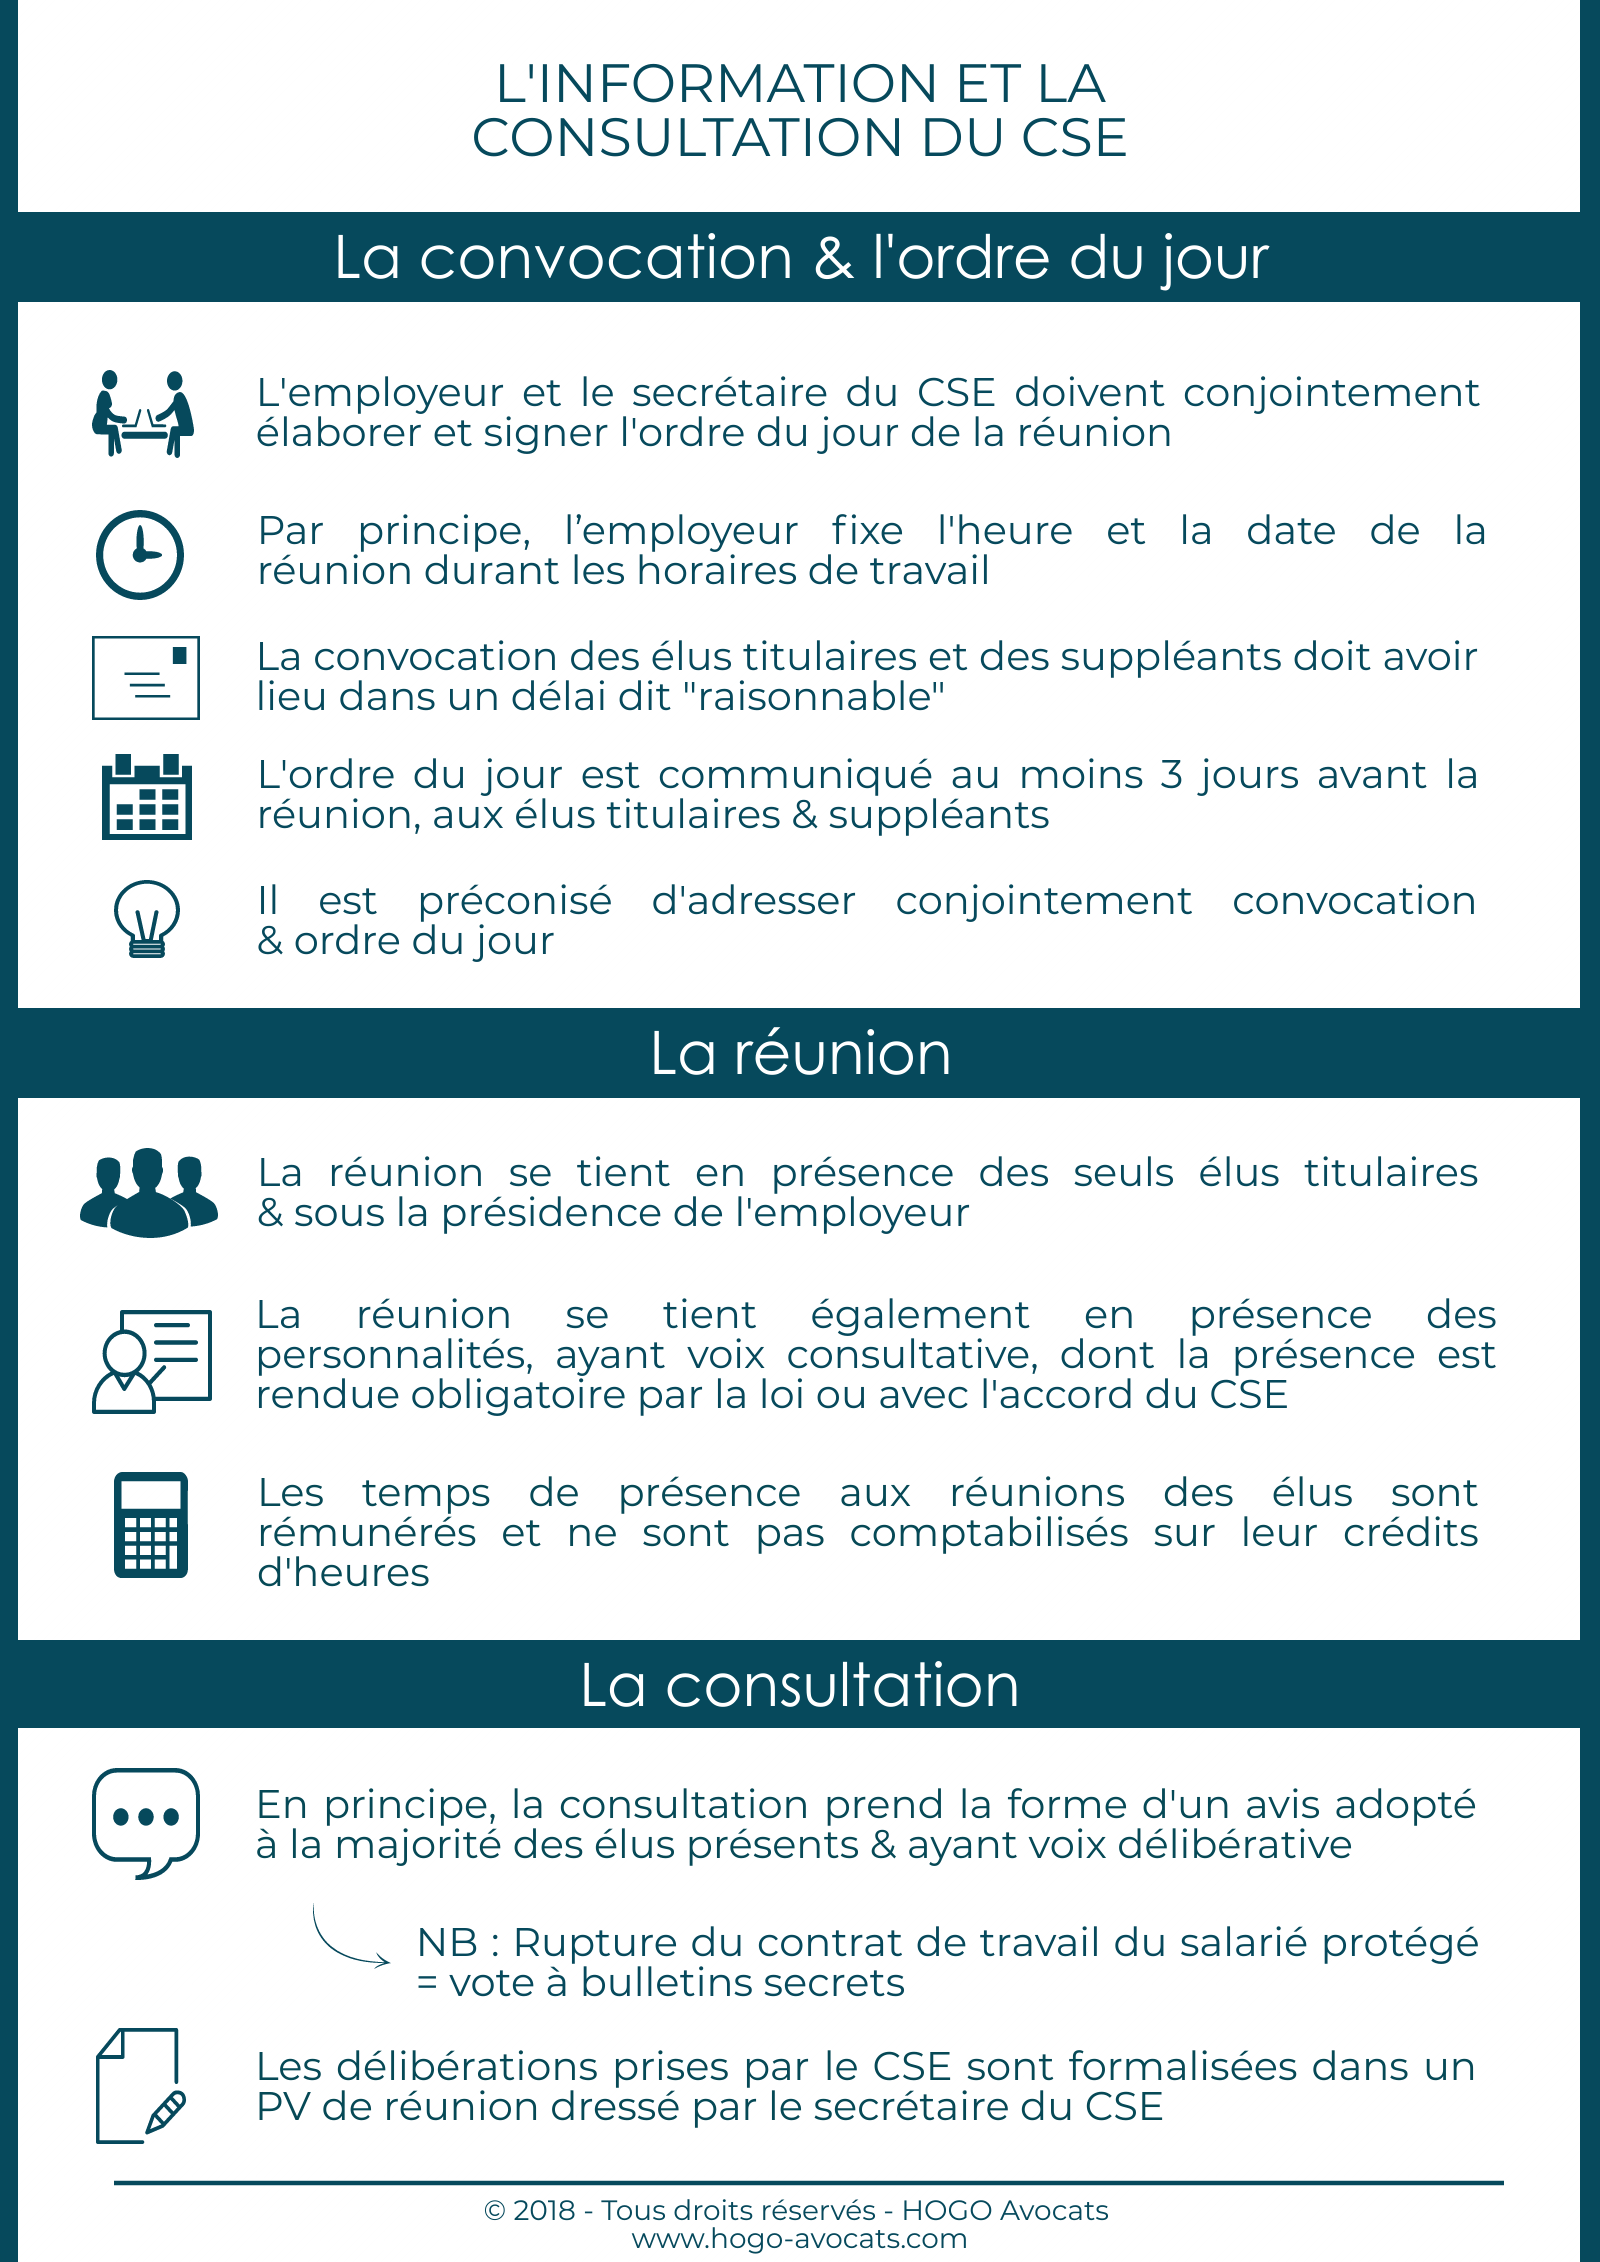 L'INFORMATION ET LA
CONSULTATION DU CSE
La convocation & l'ordre du jour
L'employeur et le secrétaire du CSE doivent conjointement
élaborer et signer l'ordre du jour de la réunion
Par principe, l’employeur fixe l'heure et la date de la
réunion durant les horaires de travail
La convocation des élus titulaires et des suppléants doit avoir
lieu dans un délai dit "raisonnable"
L'ordre du jour est communiqué au moins 3 jours avant la
réunion, aux élus titulaires & suppléants
Il est préconisé d'adresser conjointement convocation
& ordre du jour
La réunion
La réunion se tient en présence des seuls élus titulaires
& sous la présidence de l'employeur
La réunion se tient également en présence des
personnalités, ayant voix consultative, dont la présence est
rendue obligatoire par la loi ou avec l'accord du CSE
Les temps de présence aux réunions des élus sont
rémunérés et ne sont pas comptabilisés sur leur crédits
d'heures
La consultation
En principe, la consultation prend la forme d'un avis adopté
à la majorité des élus présents & ayant voix délibérative
NB : Rupture du contrat de travail du salarié protégé
= vote à bulletins secrets
Les délibérations prises par le CSE sont formalisées dans un
PV de réunion dressé par le secrétaire du CSE
© 2018 - Tous droits réservés - HOGO Avocats
www.hogo-avocats.com